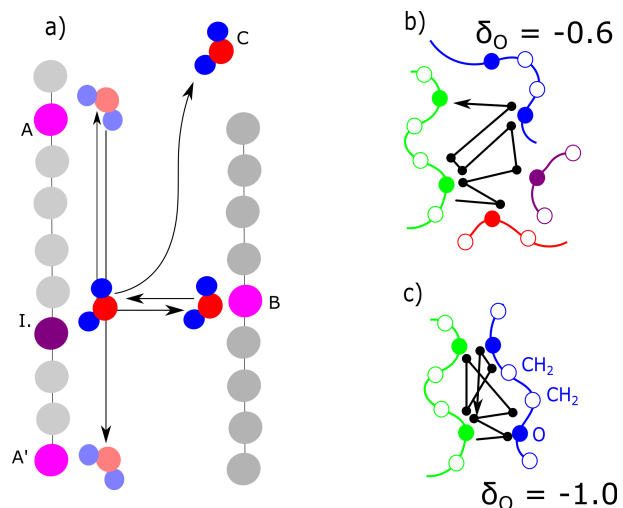 a)
C
A
B
I.
A'
b)
δO = -0.6
c)
CH2
CH2
O
δO = -1.0